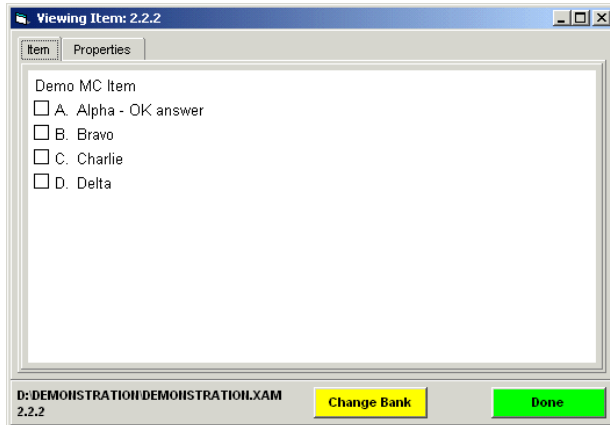 Viewing Item: 2.2.2
Item Properties
Demo MC Item
A. Alpha - OK answer
B. Bravo
C. Charlie
D. Delta
D:\DEMONSTRATION\DEMONSTRATION.XAM
2.2.2
Change Bank
Done